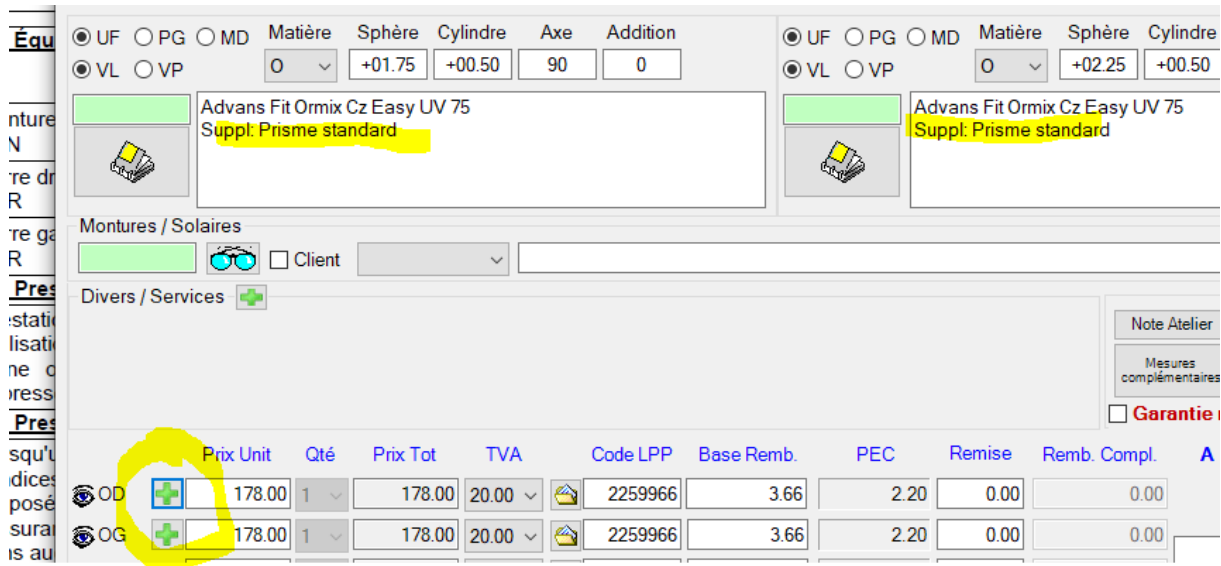 Équ
UF PG MD Matière Sphère Cylindre Axe Addition
VL VP O +01.75 +00.50 90 0
UF PG MD Matière Sphère Cylindre
VL VP O +02.25 +00.50
nture
N
Advans Fit Ormix Cz Easy UV 75
Suppl: Prisme standard
Advans Fit Ormix Cz Easy UV 75
Suppl: Prisme standard
rre dr
R
rre ga
R
Montures / Solaires
Client
Pres
Divers / Services
Note Atelier
Mesures
complémentaires
Garantie
estati
lisati
ne
press
Pres
Prix Unit Qté Prix Tot TVA Code LPP Base Remb. PEC Remise Remb. Compl. A
OD 178.00 1 178.00 20.00 2259966 3.66 2.20 0.00 0.00
OG 178.00 1 178.00 20.00 2259966 3.66 2.20 0.00 0.00
squ'u
dices
posé
surai
ns au